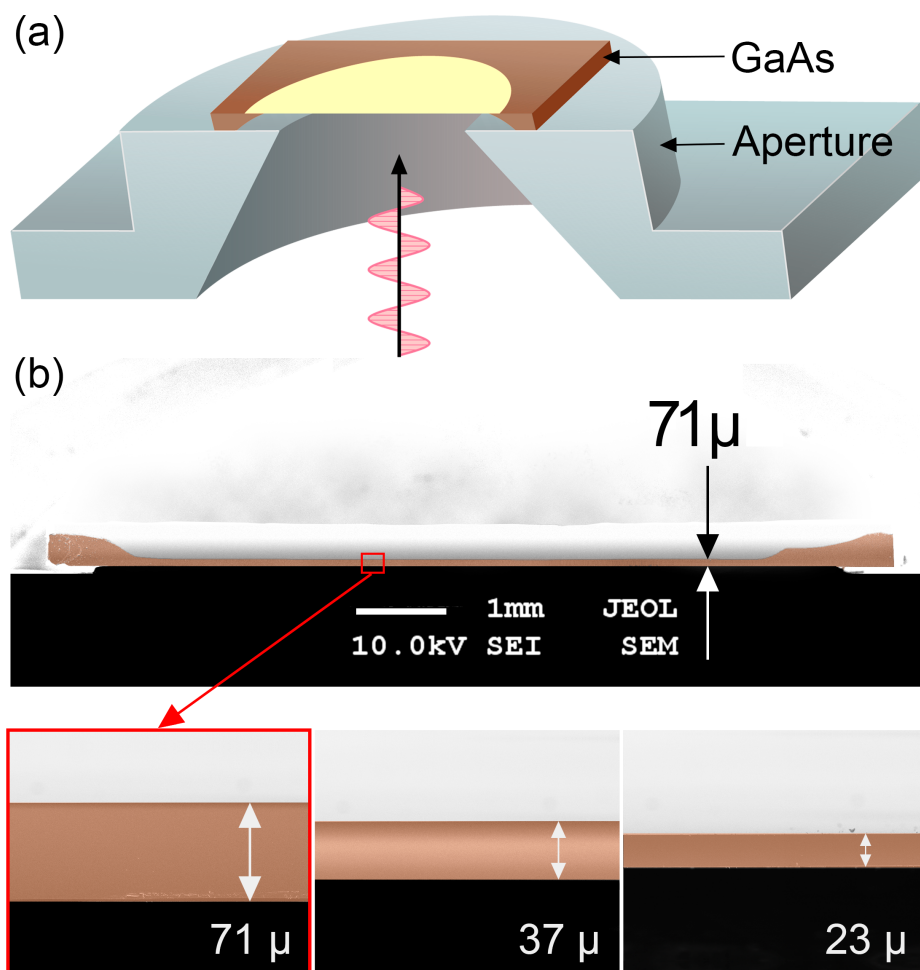 (a)
GaAs
Aperture
(b)
71μ
1mm JEOL
10.0kV SEI SEM
71 μ
37 μ
23 μ